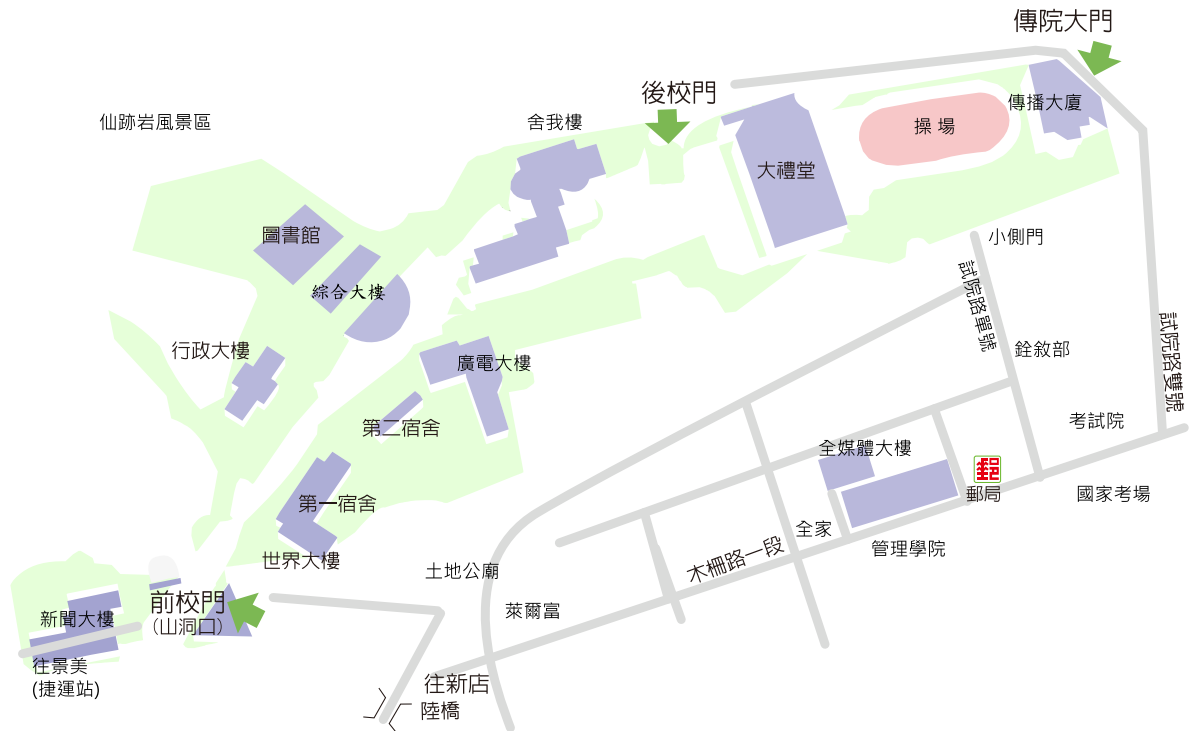 傳院大門
後校門
傳播大廈
仙跡岩風景區
舍我樓
操場
大禮堂
圖書館
小側門
綜合大樓
試院路單號
行政大樓
廣電大樓
銓敘部
試院路雙號
第二宿舍
考試院
全媒體大樓
郵
郵局
國家考場
第一宿舍
全家
管理學院
世界大樓
木柵路一段
土地公廟
前校門
(山洞口)
萊爾富
新聞大樓
往景美
(捷運站)
往新店
陸橋